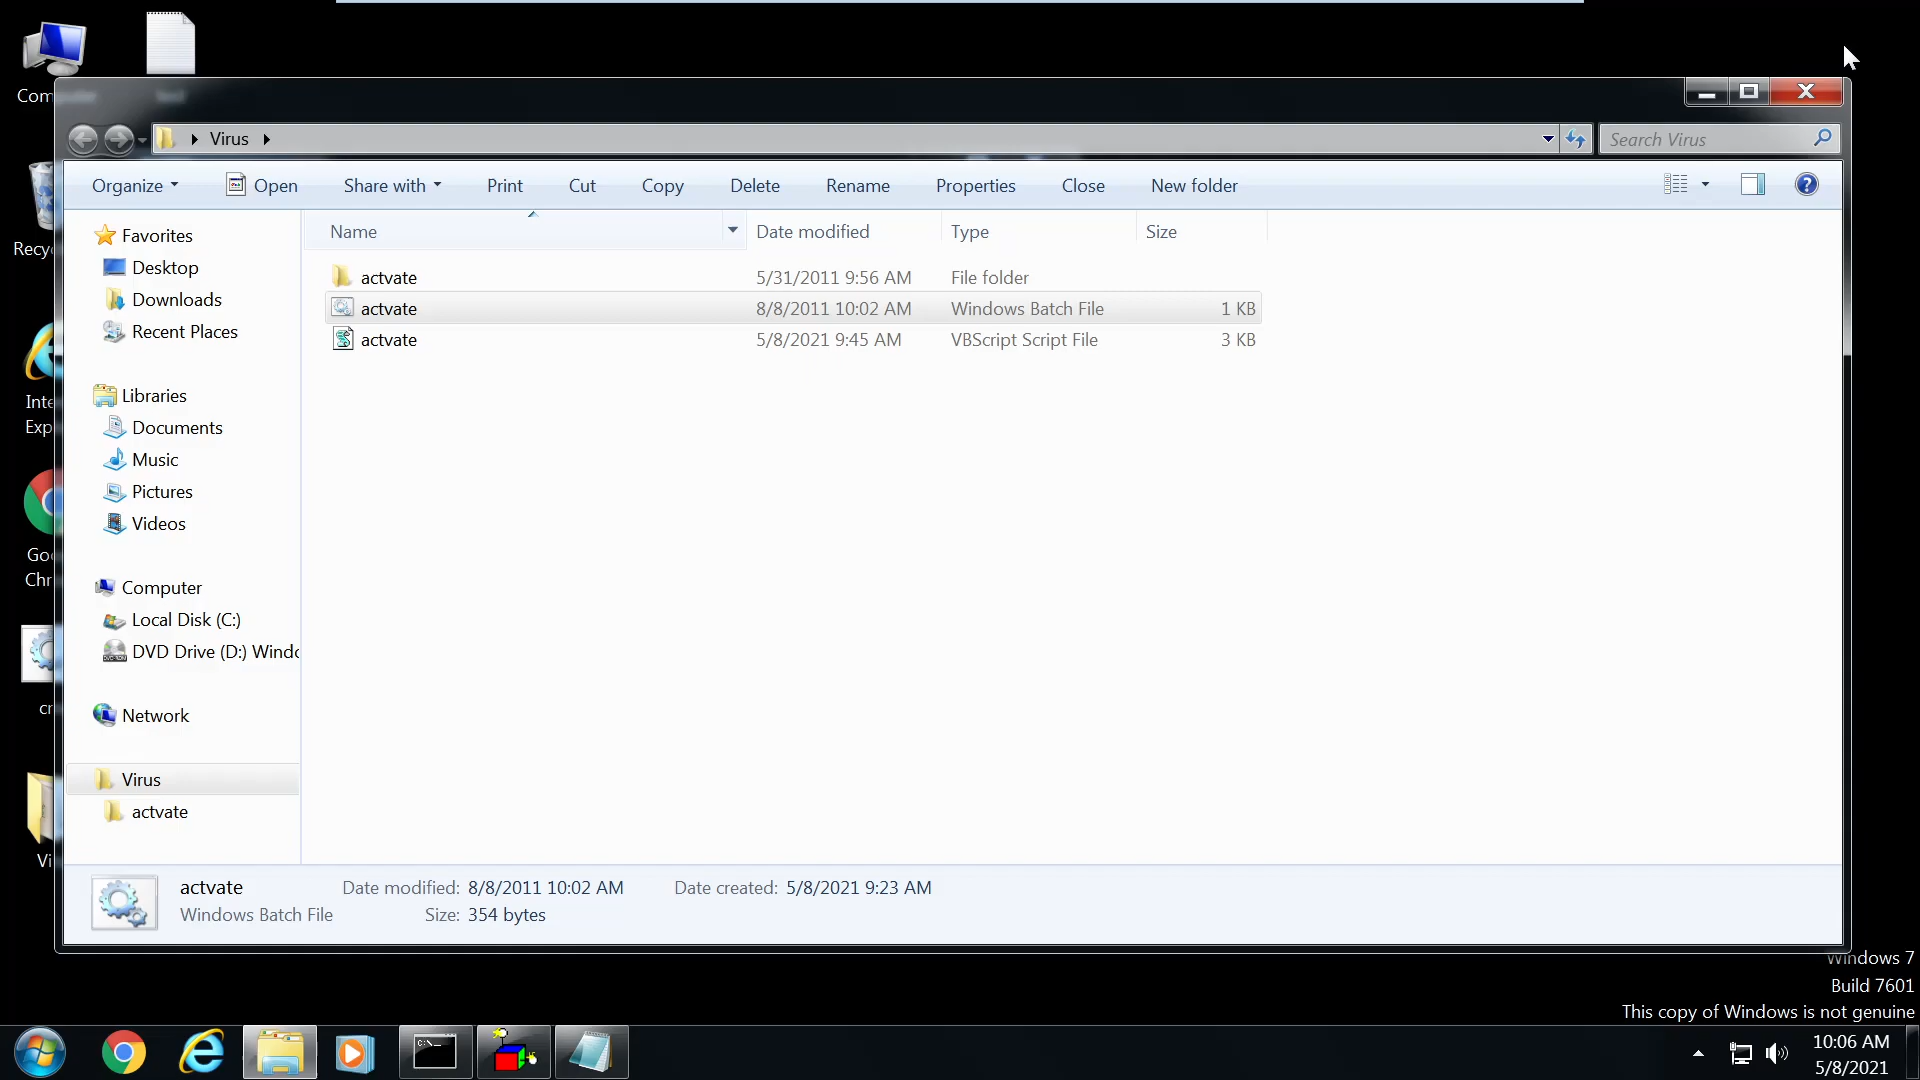 Com
Virus
Search Virus
Organize
Open
Share with
Print
Cut
Copy
Delete
Rename
Properties
Close
New folder
Name
Date modified
Type
Size
actvate 5/31/2011 9:56 AM File folder
actvate 8/8/2011 10:02 AM Windows Batch File 1 KB
actvate 5/8/2021 9:45 AM VBScript Script File 3 KB
Favorites
Desktop
Downloads
Recent Places
Libraries
Documents
Music
Pictures
Videos
Computer
Local Disk (C:)
DVD Drive (D:) Windo
Network
Virus
actvate
Recyc
Inte
Exp
Goo
Chr
cr
Vi
actvate Date modified: 8/8/2011 10:02 AM Date created: 5/8/2021 9:23 AM
Windows Batch File Size: 354 bytes
Windows 7
Build 7601
This copy of Windows is not genuine
C:\_
10:06 AM
5/8/2021